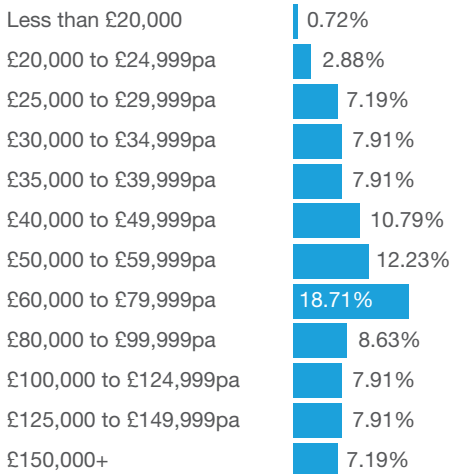 Less than £20,000 0.72%
£20,000 to £24,999pa 2.88%
£25,000 to £29,999pa 7.19%
£30,000 to £34,999pa 7.91%
£35,000 to £39,999pa 7.91%
£40,000 to £49,999pa 10.79%
£50,000 to £59,999pa 12.23%
£60,000 to £79,999pa 18.71%
£80,000 to £99,999pa 8.63%
£100,000 to £124,999pa 7.91%
£125,000 to £149,999pa 7.91%
£150,000+ 7.19%